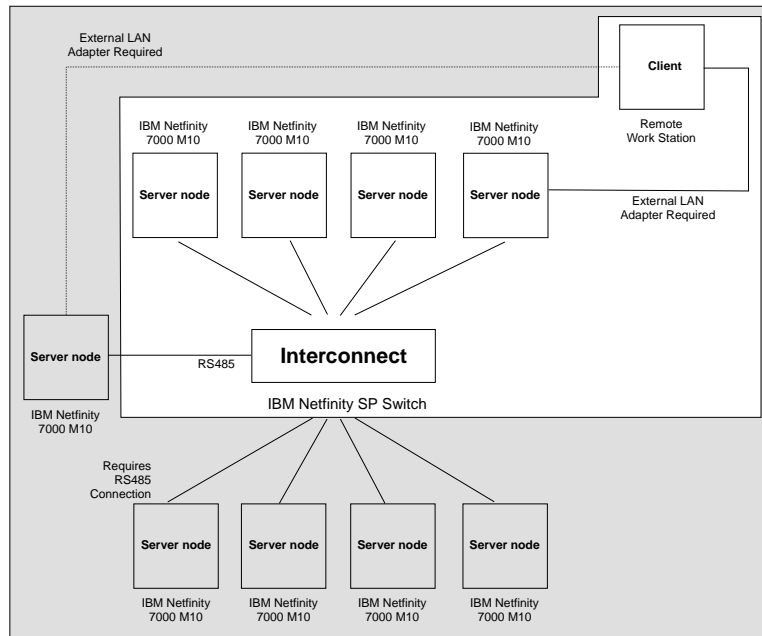 External LAN
Adapter Required
Client
Remote
Work Station
IBM Netfinity
7000 M10
IBM Netfinity
7000 M10
IBM Netfinity
7000 M10
IBM Netfinity
7000 M10
Server node
Server node
Server node
Server node
External LAN
Adapter Required
Server node
IBM Netfinity
7000 M10
RS485
Interconnect
IBM Netfinity SP Switch
Requires
RS485
Connection
Server node
Server node
Server node
Server node
IBM Netfinity
7000 M10
IBM Netfinity
7000 M10
IBM Netfinity
7000 M10
IBM Netfinity
7000 M10